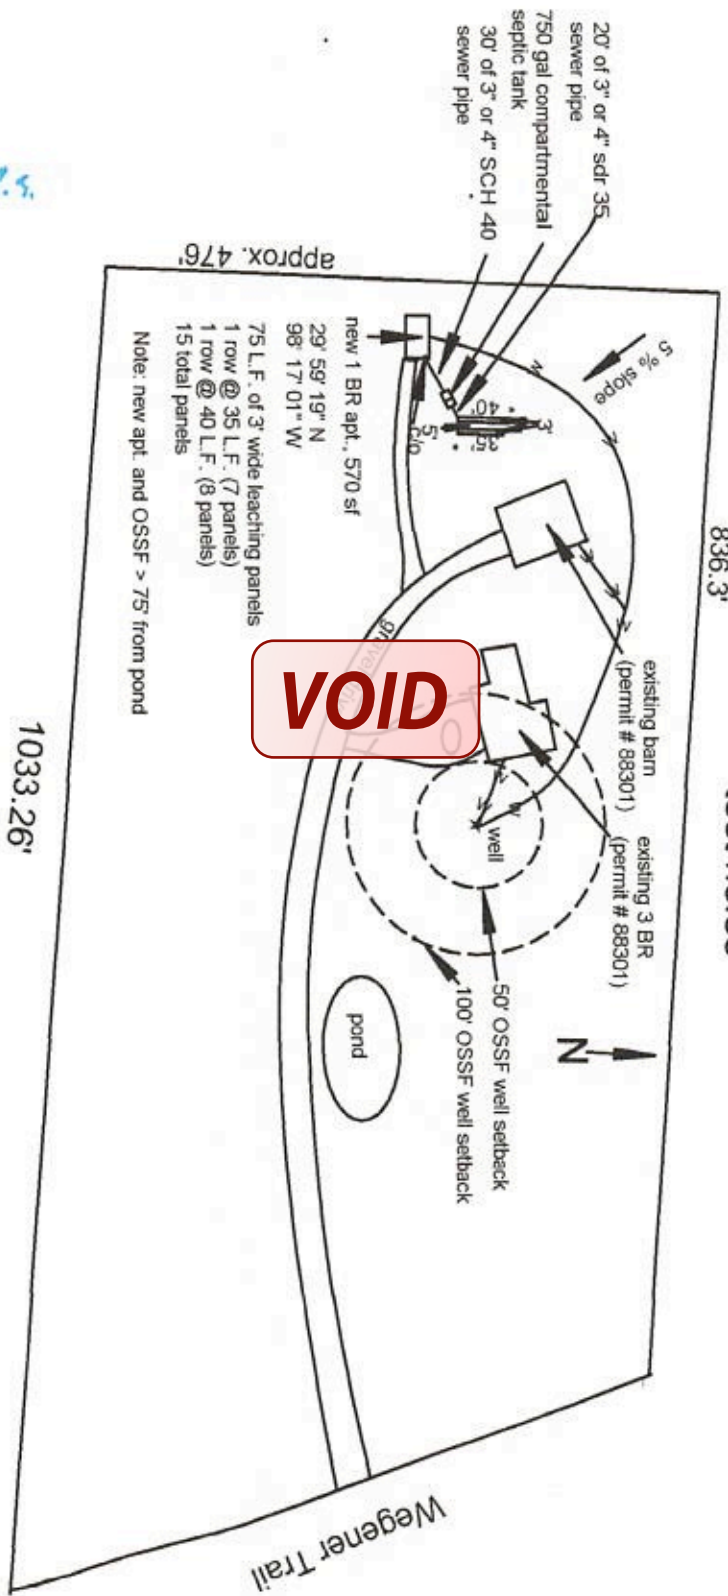 20' of 3" or 4" sdr 35
sewer pipe
750 gal compartmental
septic tank
30' of 3" or 4" SCH 40
sewer pipe
approx. 476'
836.3'
5 % slope
new 1 BR apt., 570 sf
29' 59' 19" N
98' 17' 01" W
75 L.F. of 3' wide leaching panels
1 row @ 35 L.F. (7 panels)
1 row @ 40 L.F. (8 panels)
15 total panels
Note: new apt. and OSSF > 75' from pond
40'
3'
5'
c/o
W
W
W
W
W
W
existing barn
(permit # 88301)
existing 3 BR
(permit # 88301)
VOID
well
50' OSSF well setback
100' OSSF well setback
N
pond
1033.26'
Wegener Trail